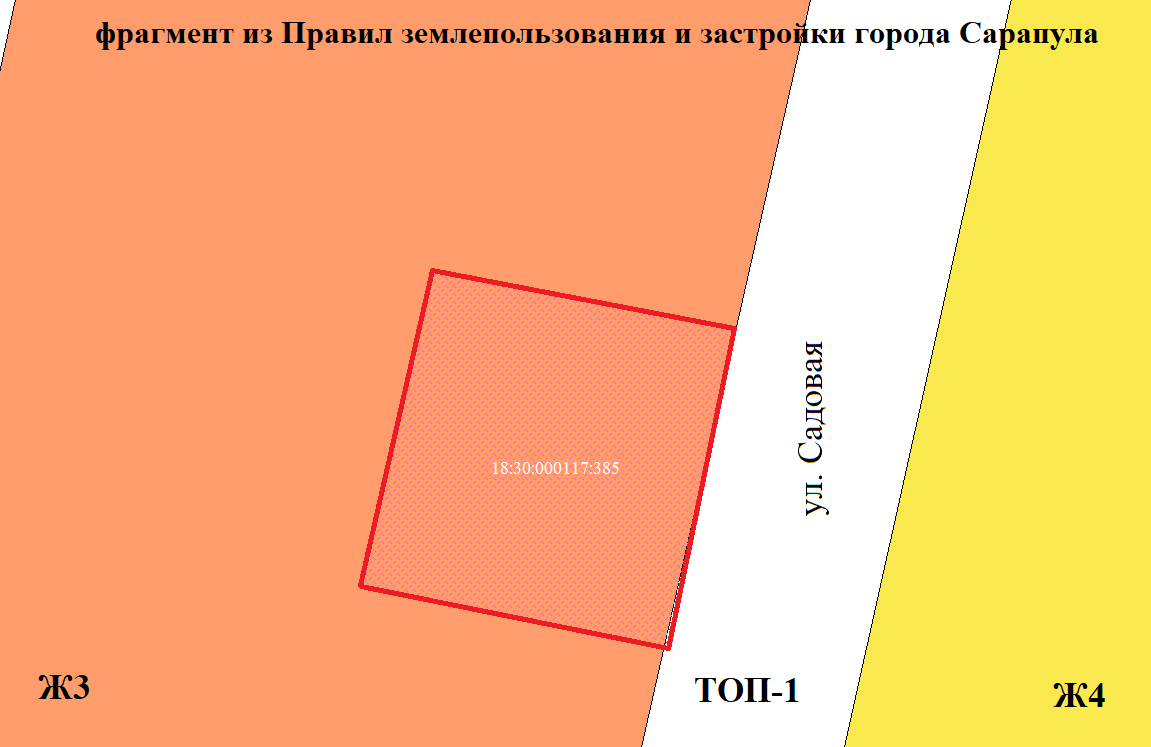 фрагмент из Правил землепользования и застройки города Сарапула
ул. Садовая
18:30:000117:385
Ж3
ТОП-1
Ж4